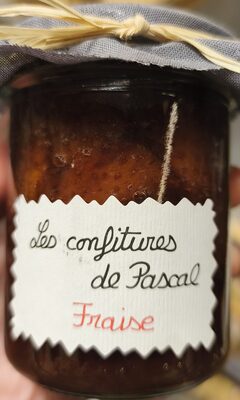 Les confitures
de Pascal
Fraise